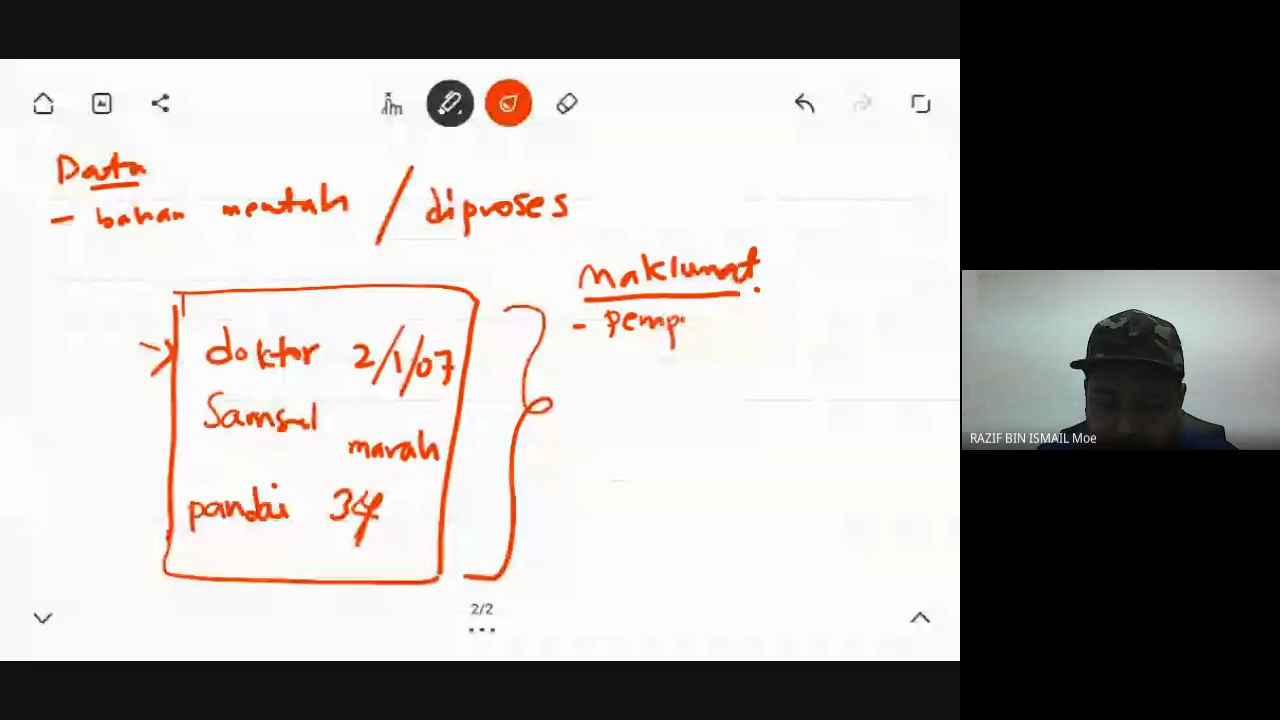 Data
- bahan mentah / diproses
Maklumat.
- pemp
doktor 2/1/07
Samsul
marah
pandai 34
2/2
RAZIF BIN ISMAIL Moe